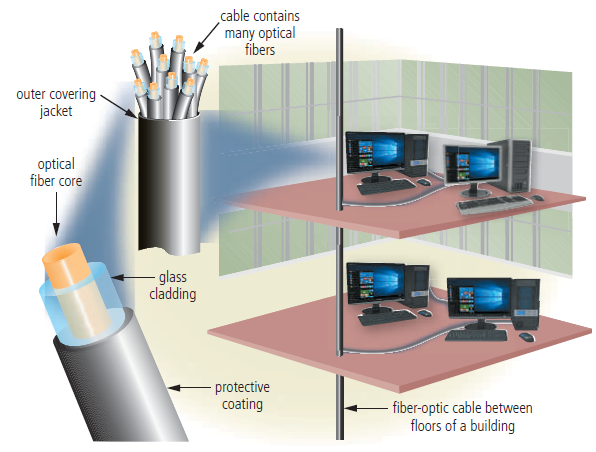 cable contains
many optical
fibers
outer covering
jacket
optical
fiber core
glass
cladding
protective
coating
fiber-optic cable between
floors of a building